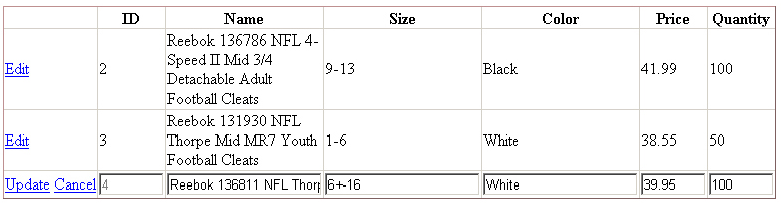 ID Name Size Color Price Quantity
Edit 2 Reebok 136786 NFL 4-
Speed II Mid 3/4
Detachable Adult
Football Cleats 9-13 Black 41.99 100
Edit 3 Reebok 131930 NFL
Thorpe Mid MR7 Youth
Football Cleats 1-6 White 38.55 50
Update Cancel 4 Reebok 136811 NFL Thorp 6+-16 White 39.95 100